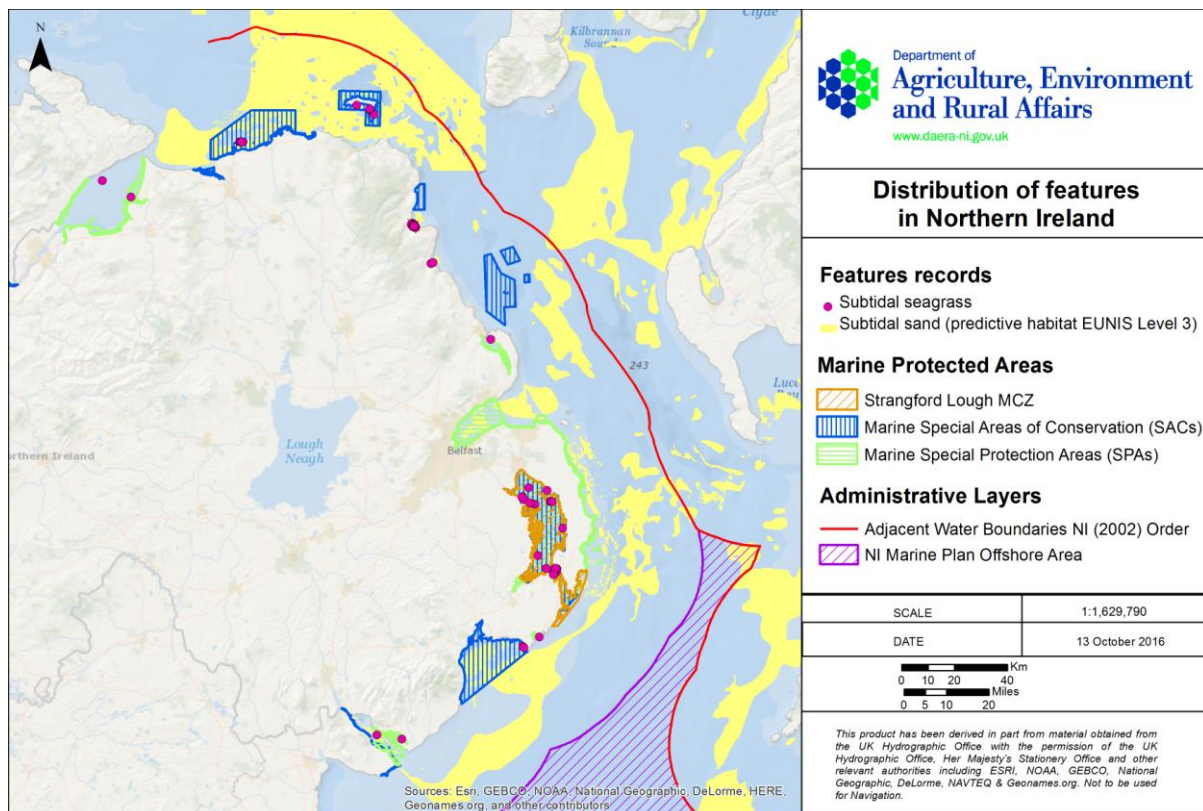 N
Clyde
Kilbrannan
Sound
243
Luce
Bay
Lough
Neagh
Belfast
orthern Ireland
Sources: Esri, GEBCO, NOAA, National Geographic, DeLorme, HERE,
Geonames.org, and other contributors
Department of
Agriculture, Environment
and Rural Affairs
www.daera-ni.gov.uk
Distribution of features
in Northern Ireland
Features records
Subtidal seagrass
Subtidal sand (predictive habitat EUNIS Level 3)
Marine Protected Areas
Strangford Lough MCZ
Marine Special Areas of Conservation (SACs)
Marine Special Protection Areas (SPAs)
Administrative Layers
Adjacent Water Boundaries NI (2002) Order
NI Marine Plan Offshore Area
SCALE 1:1,629,790
DATE 13 October 2016
Km
0 10 20 40
Miles
0 5 10 20
This product has been derived in part from material obtained from
the UK Hydrographic Office with the permission of the UK
Hydrographic Office, Her Majesty's Stationery Office and other
relevant authorities including ESRI, NOAA, GEBCO, National
Geographic, DeLorme, NAVTEQ & Geonames.org. Not to be used
for Navigation.